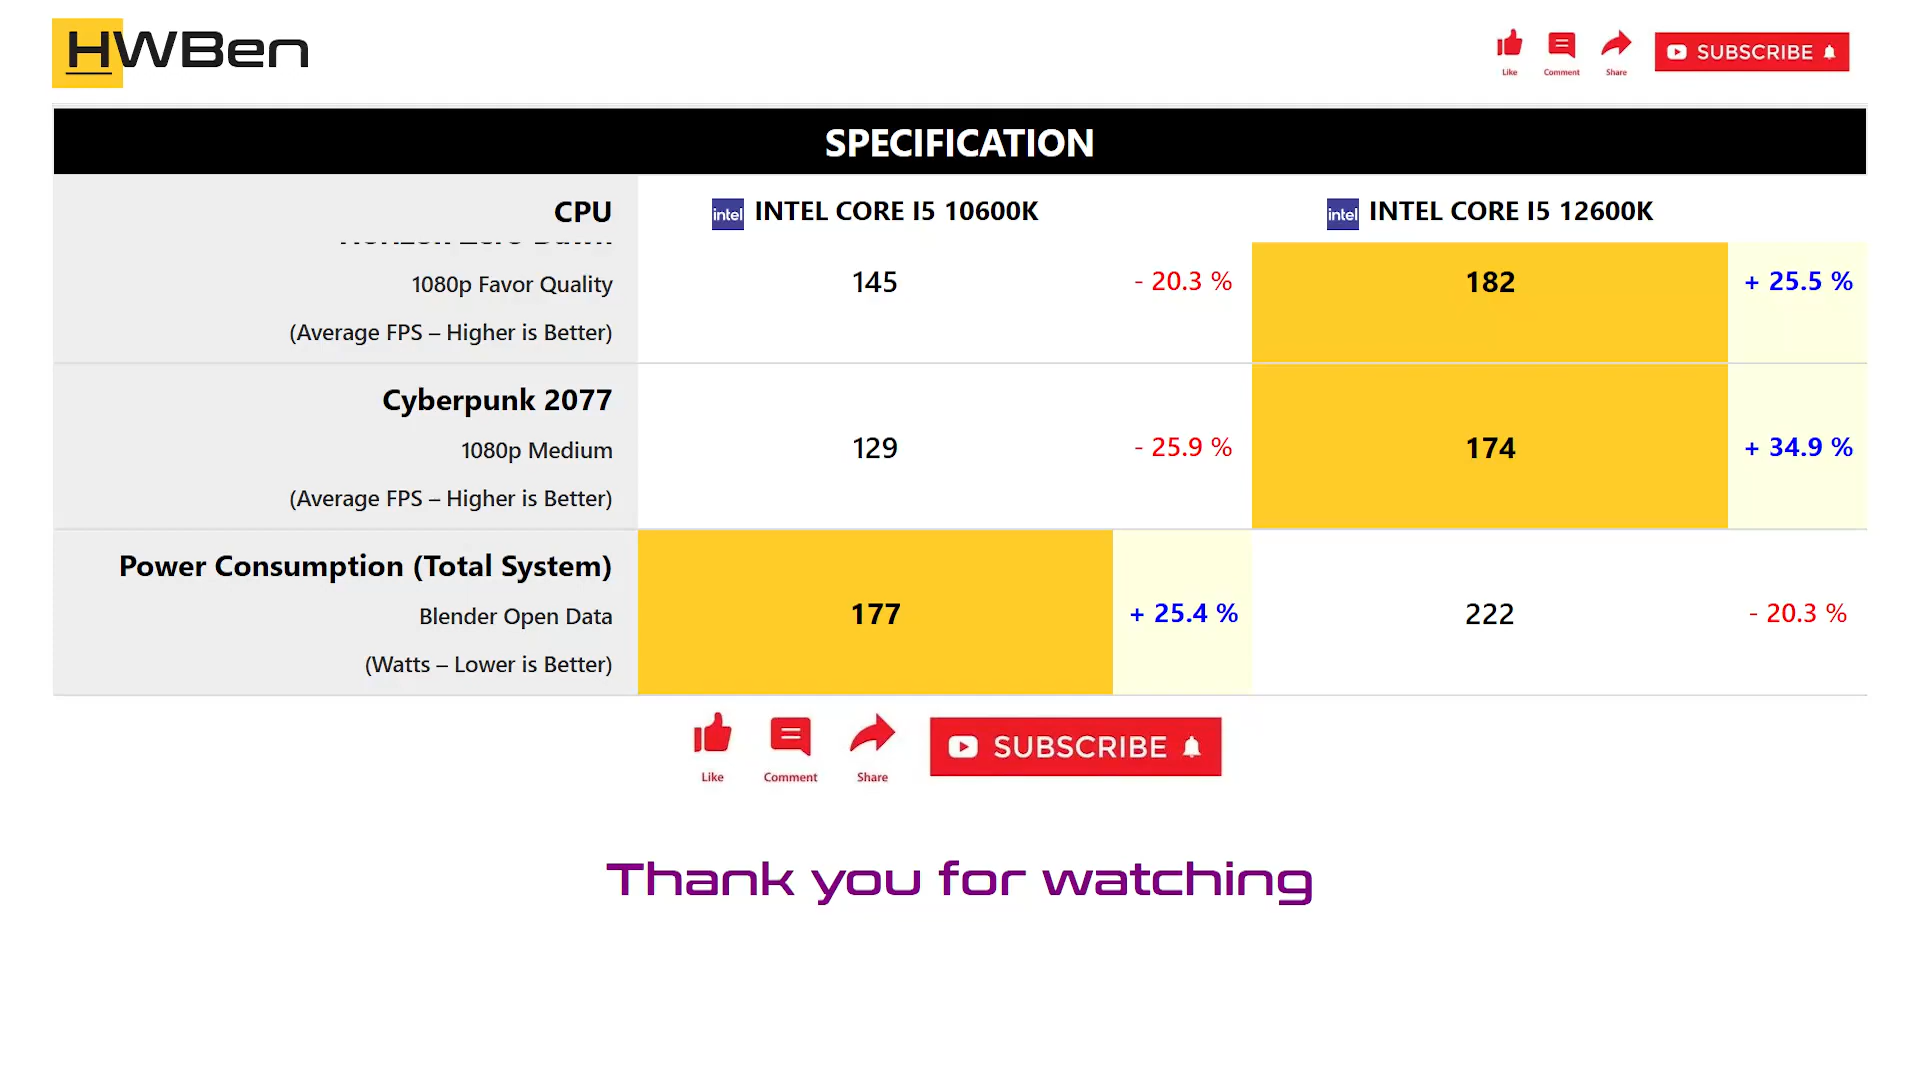 HWBen
Like
Comment
Share
SUBSCRIBE
SPECIFICATION
CPU
intel INTEL CORE I5 10600K
intel INTEL CORE I5 12600K
1080p Favor Quality
(Average FPS – Higher is Better)
145
- 20.3 %
182
+ 25.5 %
Cyberpunk 2077
1080p Medium
(Average FPS – Higher is Better)
129
- 25.9 %
174
+ 34.9 %
Power Consumption (Total System)
Blender Open Data
(Watts – Lower is Better)
177
+ 25.4 %
222
- 20.3 %
Like
Comment
Share
SUBSCRIBE
Thank you for watching